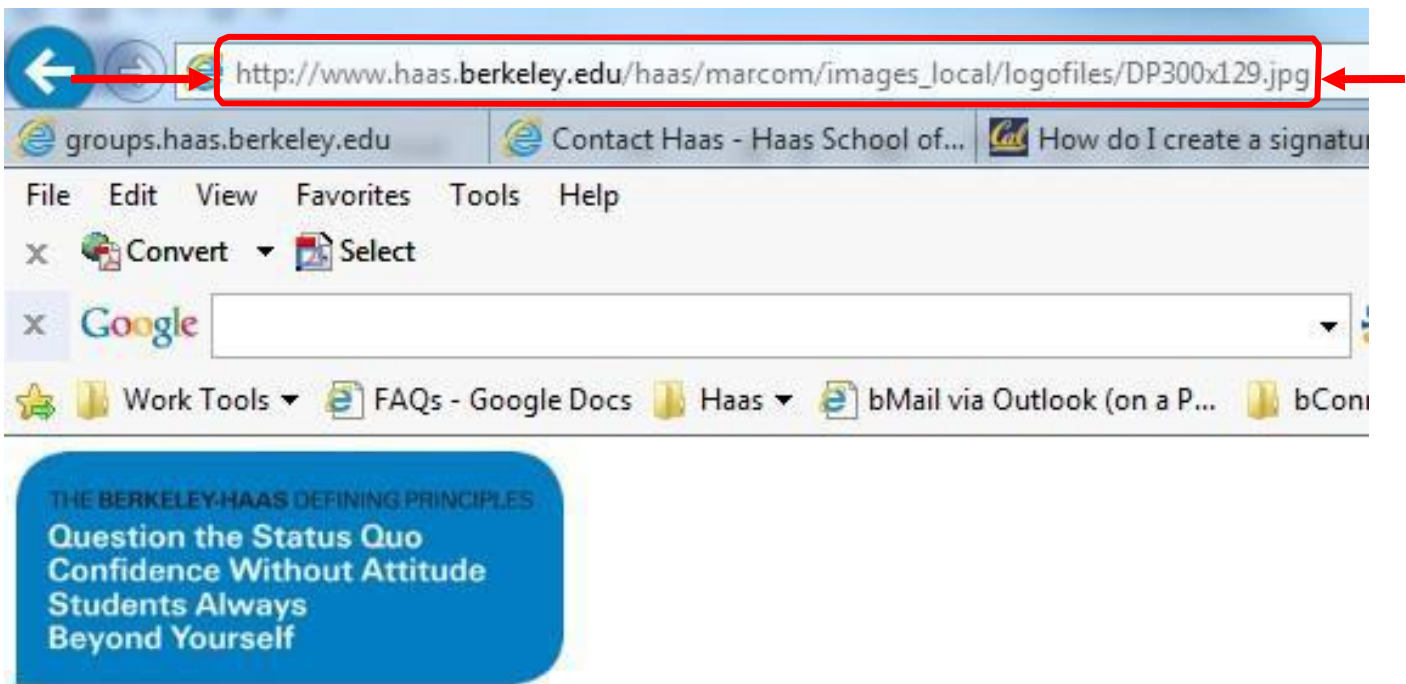 http://www.haas.berkeley.edu/haas/marcom/images_local/logofiles/DP300x129.jpg
groups.haas.berkeley.edu Contact Haas - Haas School of... Cal How do I create a signatu
File Edit View Favorites Tools Help
x Convert Select
x Google
Work Tools FAQs - Google Docs Haas bMail via Outlook (on a P... bConn
THE BERKELEY-HAAS DEFINING PRINCIPLES
Question the Status Quo
Confidence Without Attitude
Students Always
Beyond Yourself